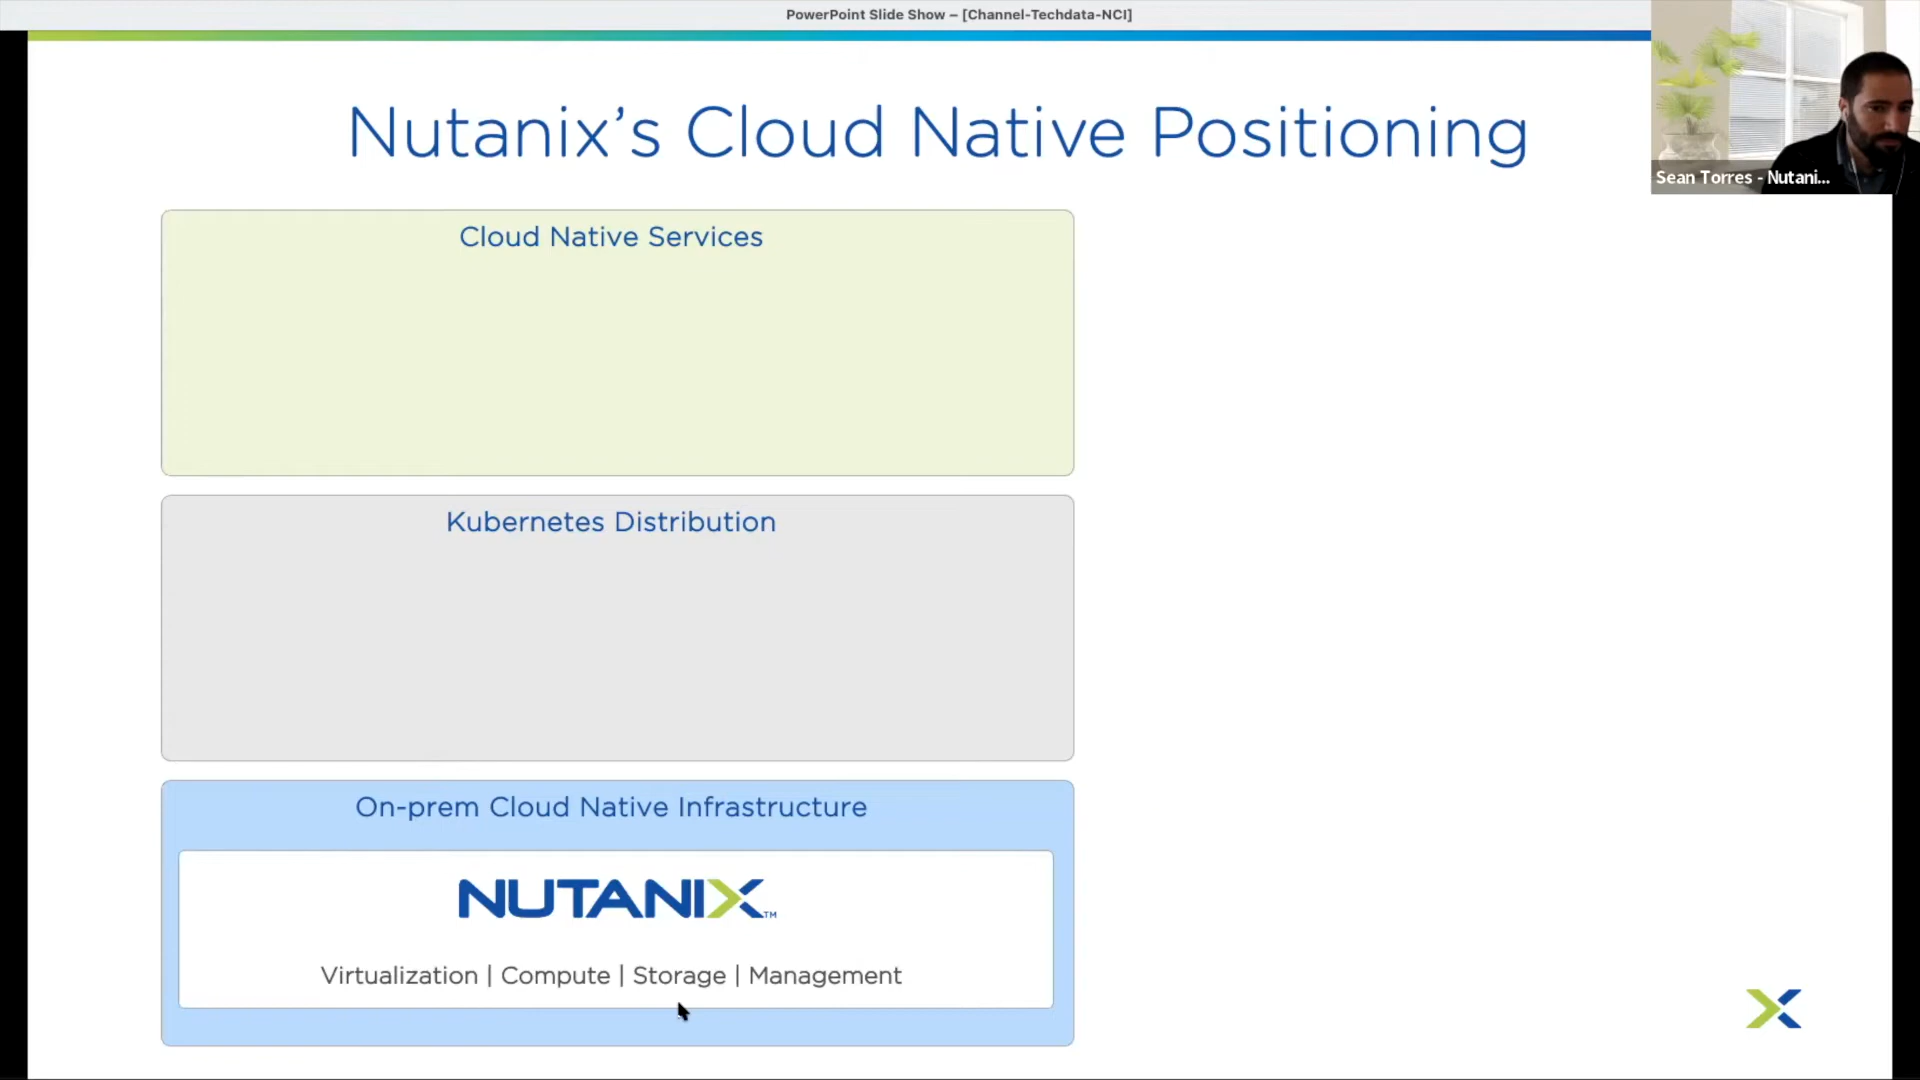 PowerPoint Slide Show – [Channel-Techdata-NCI]
Nutanix’s Cloud Native Positioning
Sean Torres - Nutani...
Cloud Native Services
Kubernetes Distribution
On-prem Cloud Native Infrastructure
NUTANIX™
Virtualization | Compute | Storage | Management